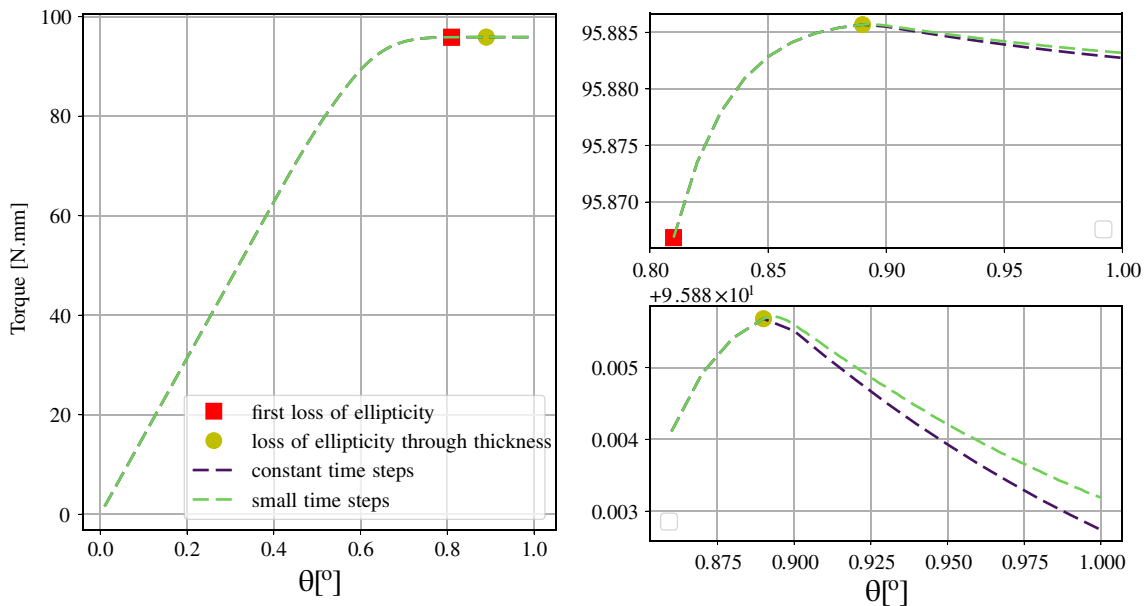 100
80
60
40
20
0
Torque [N.mm]
0.0 0.2 0.4 0.6 0.8 1.0
θ[º]
first loss of ellipticity
loss of ellipticity through thickness
constant time steps
small time steps
95.885
95.880
95.875
95.870
0.80 0.85 0.90 0.95 1.00
+9.588×10¹
0.005
0.004
0.003
0.875 0.900 0.925 0.950 0.975 1.000
θ[º]